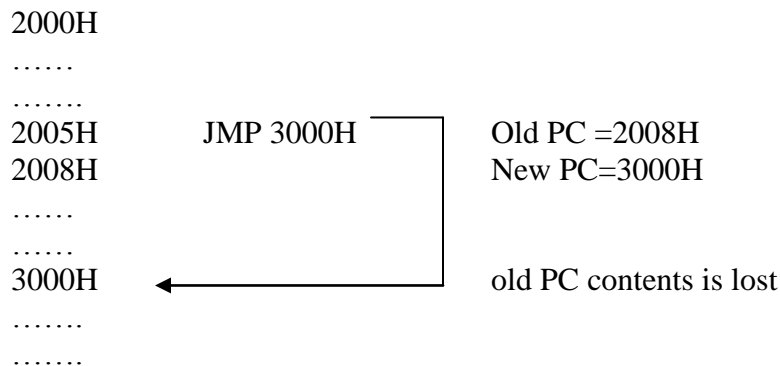 2000H
……
…….
2005H JMP 3000H Old PC =2008H
2008H New PC=3000H
……
……
3000H old PC contents is lost
…….
…….